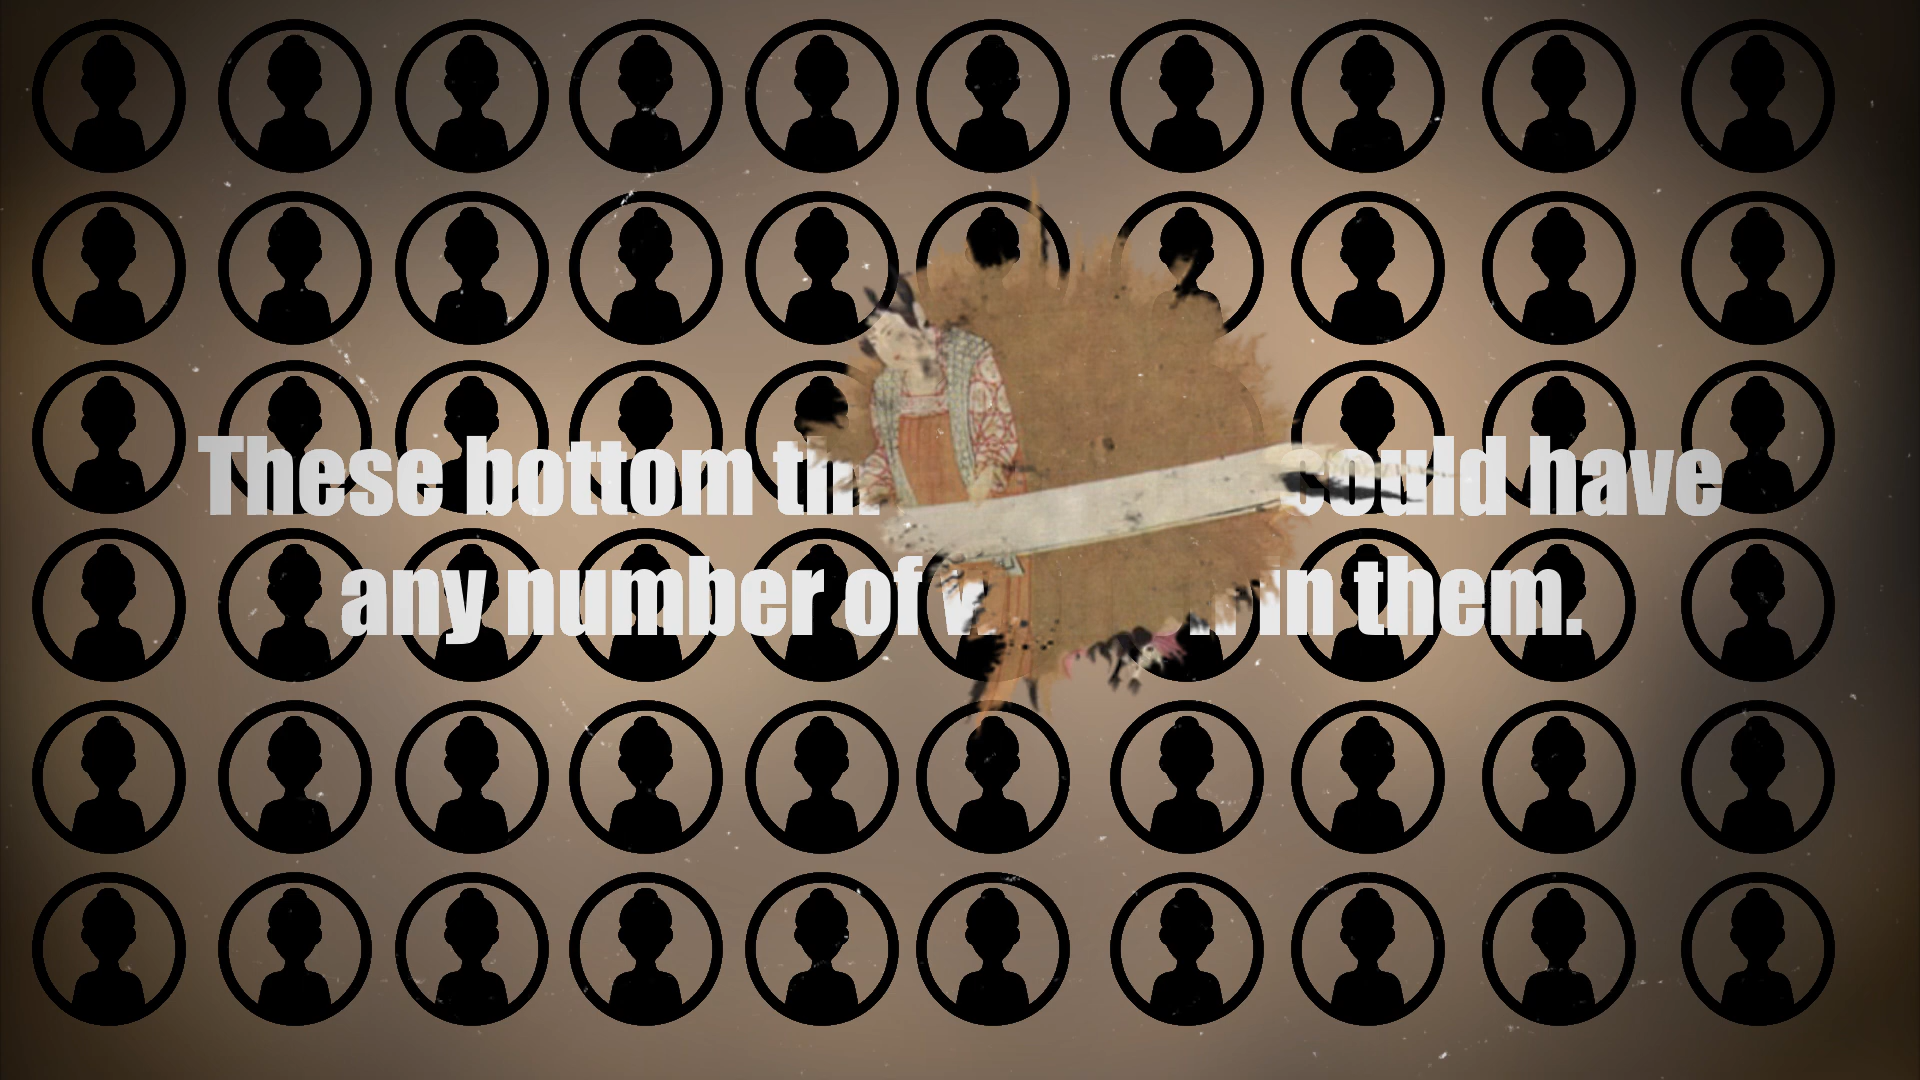 These bottom could have
any number of in them.